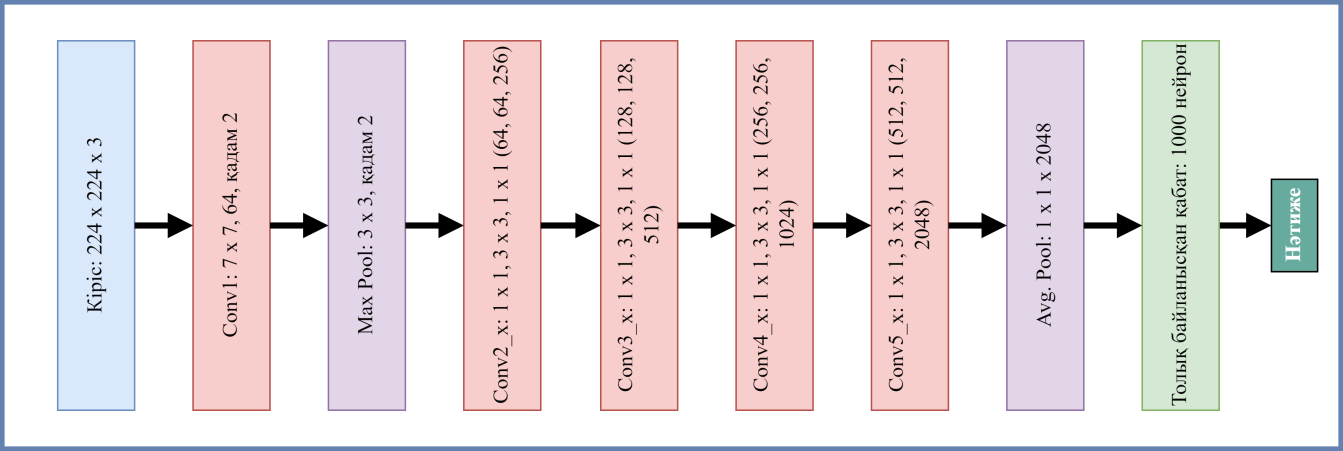 Кіріс: 224 x 224 x 3
Conv1: 7 x 7, 64, қадам 2
Max Pool: 3 x 3, қадам 2
Conv2_x: 1 x 1, 3 x 3, 1 x 1 (64, 64, 256)
Conv3_x: 1 x 1, 3 x 3, 1 x 1 (128, 128,
512)
Conv4_x: 1 x 1, 3 x 3, 1 x 1 (256, 256,
1024)
Conv5_x: 1 x 1, 3 x 3, 1 x 1 (512, 512,
2048)
Avg. Pool: 1 x 1 x 2048
Толық байланысқан қабат: 1000 нейрон
Нәтиже